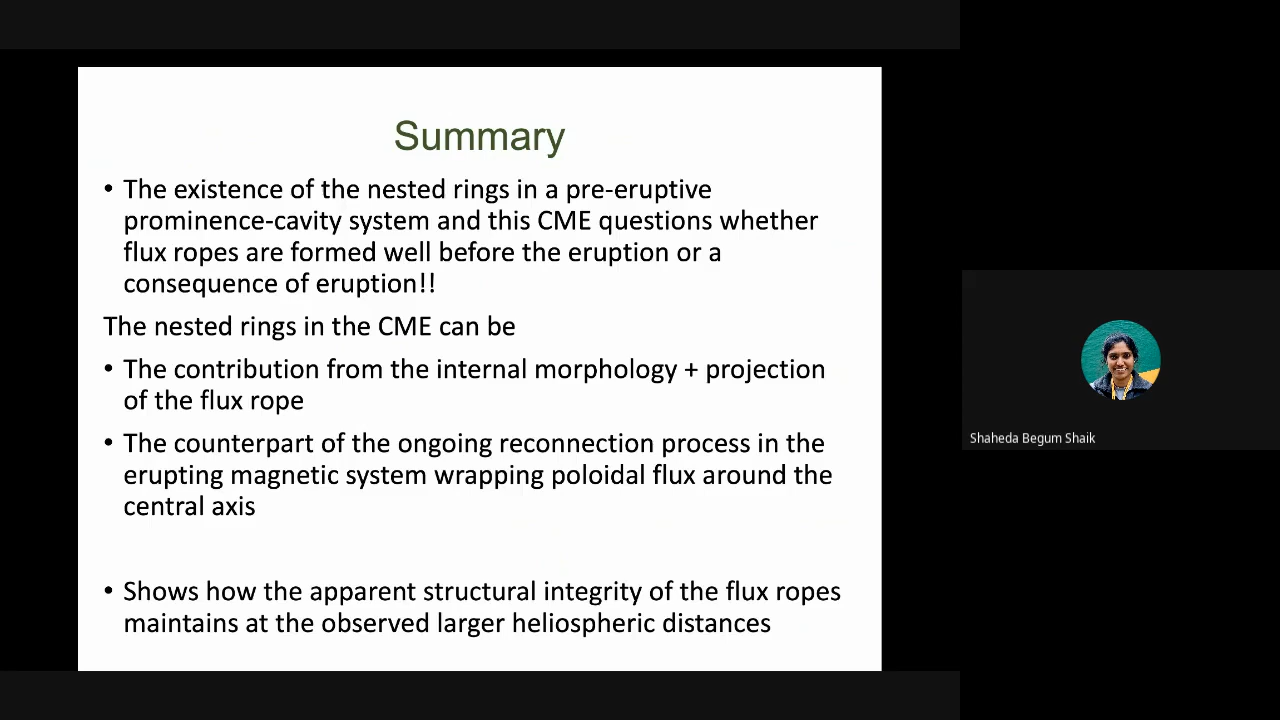 Summary
• The existence of the nested rings in a pre-eruptive
prominence-cavity system and this CME questions whether
flux ropes are formed well before the eruption or a
consequence of eruption!!
The nested rings in the CME can be
• The contribution from the internal morphology + projection
of the flux rope
• The counterpart of the ongoing reconnection process in the
erupting magnetic system wrapping poloidal flux around the
central axis
• Shows how the apparent structural integrity of the flux ropes
maintains at the observed larger heliospheric distances
Shaheda Begum Shaik